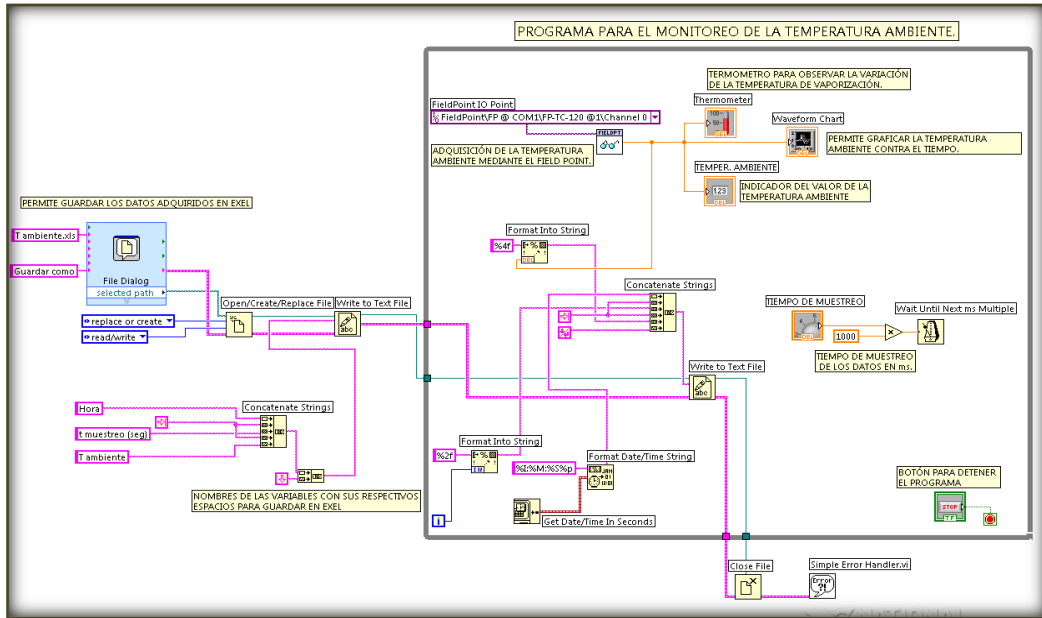 PROGRAMA PARA EL MONITOREO DE LA TEMPERATURA AMBIENTE.
TERMOMETRO PARA OBSERVAR LA VARIACIÓN
DE LA TEMPERATURA DE VAPORIZACIÓN.
FieldPoint IO Point
FieldPoint\FP @ COM1\FP-TC-120 @1\Channel 0
Thermometer
Waveform Chart
FIELDPT
ADQUISICIÓN DE LA TEMPERATURA
AMBIENTE MEDIANTE EL FIELD POINT.
PERMITE GRAFICAR LA TEMPERATURA
AMBIENTE CONTRA EL TIEMPO.
TEMPER. AMBIENTE
1.23
INDICADOR DEL VALOR DE LA
TEMPERATURA AMBIENTE
PERMITE GUARDAR LOS DATOS ADQUIRIDOS EN EXEL
T ambiente.xls
Guardar como
File Dialog
selected path
Open/Create/Replace File
Write to Text File
abc
replace or create
read/write
Format Into String
%4f
Concatenate Strings
TIEMPO DE MUESTREO
Wait Until Next ms Multiple
1000
TIEMPO DE MUESTREO
DE LOS DATOS EN ms.
Write to Text File
abc
Hora
t muestreo (seg)
T ambiente
Concatenate Strings
NOMBRES DE LAS VARIABLES CON SUS RESPECTIVOS
ESPACIOS PARA GUARDAR EN EXEL
Format Into String
%2f
%I:%M:%S%p
Format Date/Time String
Get Date/Time In Seconds
i
BOTÓN PARA DETENER
EL PROGRAMA
STOP
TF
Close File
Simple Error Handler.vi
Error
?!